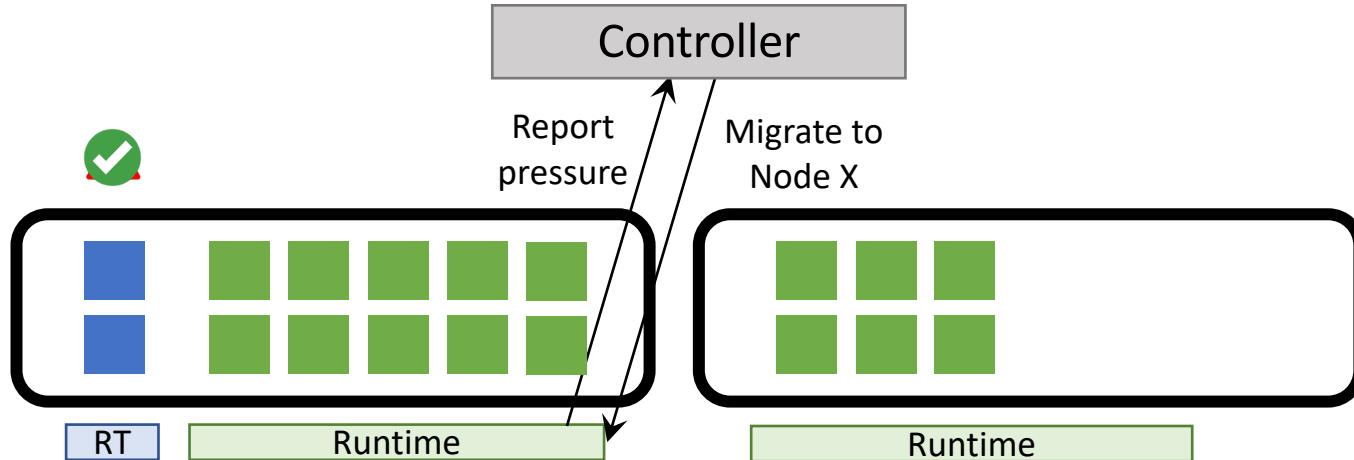 Controller
Report
pressure
Migrate to
Node X
RT
Runtime
Runtime